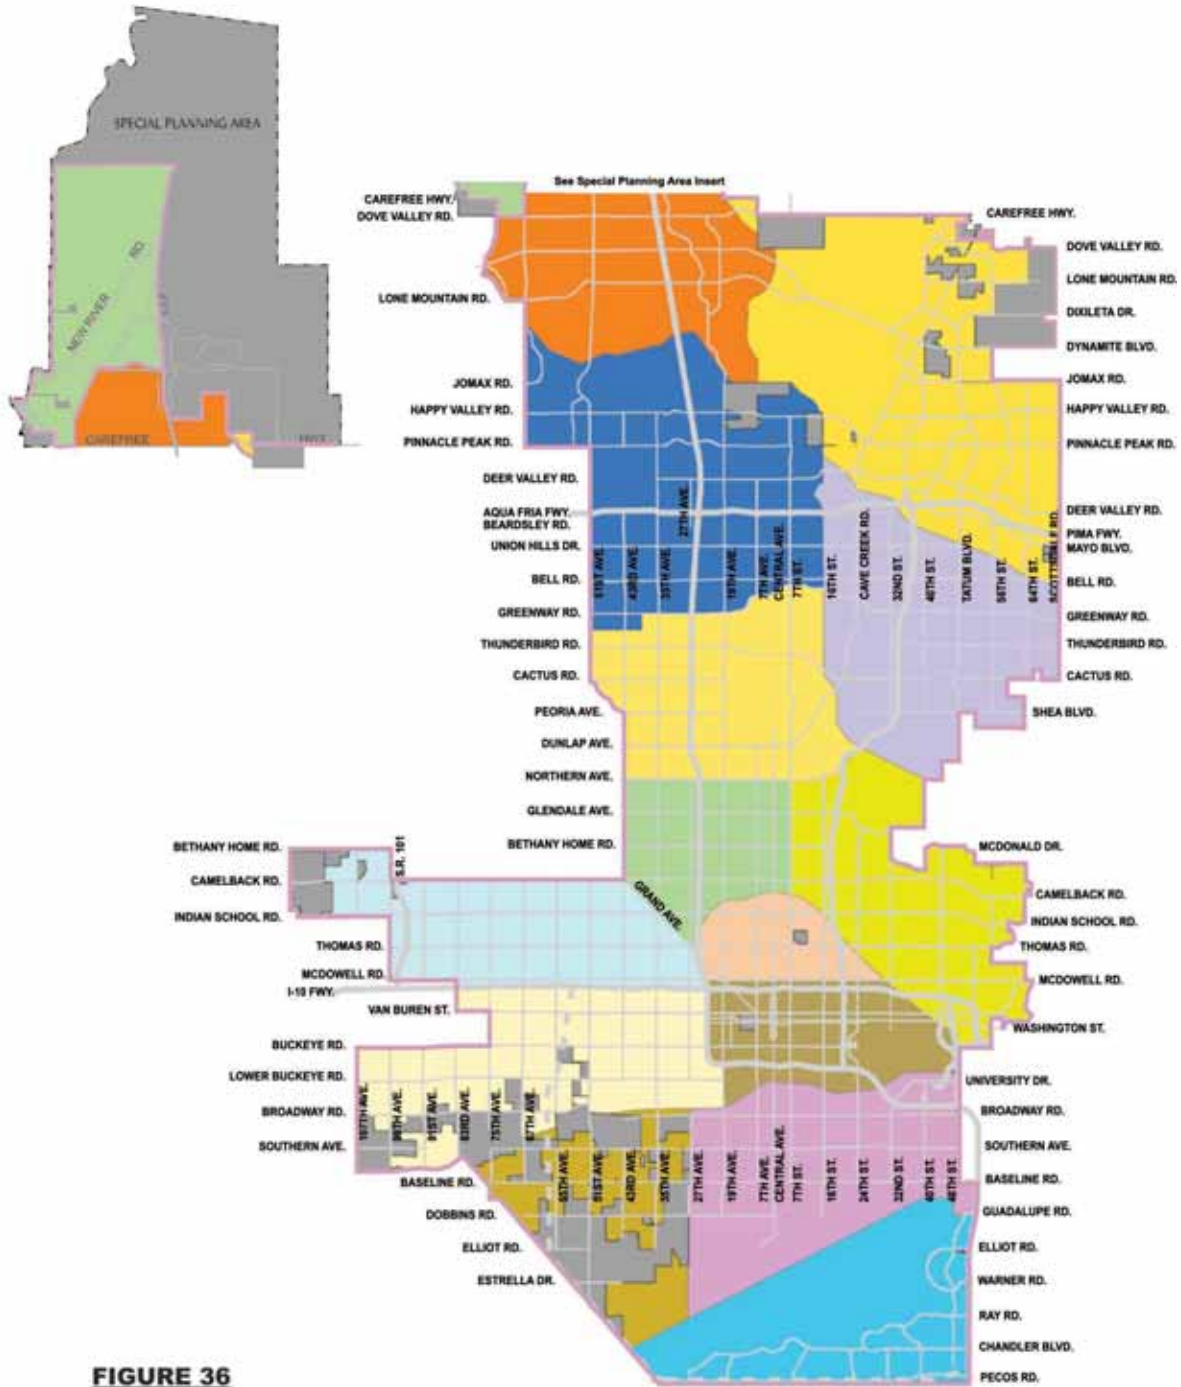 SPECIAL PLANNING AREA
NEW RIVER RD.
CAREFREE HWY.
See Special Planning Area Insert
CAREFREE HWY.
DOVE VALLEY RD.
LONE MOUNTAIN RD.
JOMAX RD.
HAPPY VALLEY RD.
PINNACLE PEAK RD.
DEER VALLEY RD.
AQUA FRIA FWY.
BEARDSLEY RD.
UNION HILLS DR.
BELL RD.
GREENWAY RD.
THUNDERBIRD RD.
CACTUS RD.
PEORIA AVE.
DUNLAP AVE.
NORTHERN AVE.
GLENDALE AVE.
BETHANY HOME RD.
CAREFREE HWY.
DOVE VALLEY RD.
LONE MOUNTAIN RD.
DIXILETA DR.
DYNAMITE BLVD.
JOMAX RD.
HAPPY VALLEY RD.
PINNACLE PEAK RD.
DEER VALLEY RD.
PIMA FWY.
MAYO BLVD.
BELL RD.
GREENWAY RD.
THUNDERBIRD RD.
CACTUS RD.
SHEA BLVD.
27TH AVE.
51ST AVE.
43RD AVE.
35TH AVE.
19TH AVE.
7TH AVE.
CENTRAL AVE.
7TH ST.
16TH ST.
CAVE CREEK RD.
32ND ST.
40TH ST.
TATUM BLVD.
56TH ST.
64TH ST.
SCOTTSDALE RD.
BETHANY HOME RD.
CAMELBACK RD.
INDIAN SCHOOL RD.
THOMAS RD.
MCDOWELL RD.
I-10 FWY.
VAN BUREN ST.
BUCKEYE RD.
LOWER BUCKEYE RD.
BROADWAY RD.
SOUTHERN AVE.
BASELINE RD.
DOBBINS RD.
ELLIOT RD.
ESTRELLA DR.
S.R. 101
GRAND AVE.
MCDONALD DR.
CAMELBACK RD.
INDIAN SCHOOL RD.
THOMAS RD.
MCDOWELL RD.
WASHINGTON ST.
UNIVERSITY DR.
BROADWAY RD.
SOUTHERN AVE.
BASELINE RD.
GUADALUPE RD.
ELLIOT RD.
WARNER RD.
RAY RD.
CHANDLER BLVD.
PECOS RD.
107TH AVE.
99TH AVE.
91ST AVE.
83RD AVE.
75TH AVE.
67TH AVE.
55TH AVE.
51ST AVE.
43RD AVE.
35TH AVE.
27TH AVE.
19TH AVE.
7TH AVE.
CENTRAL AVE.
7TH ST.
16TH ST.
24TH ST.
32ND ST.
40TH ST.
48TH ST.
FIGURE 36